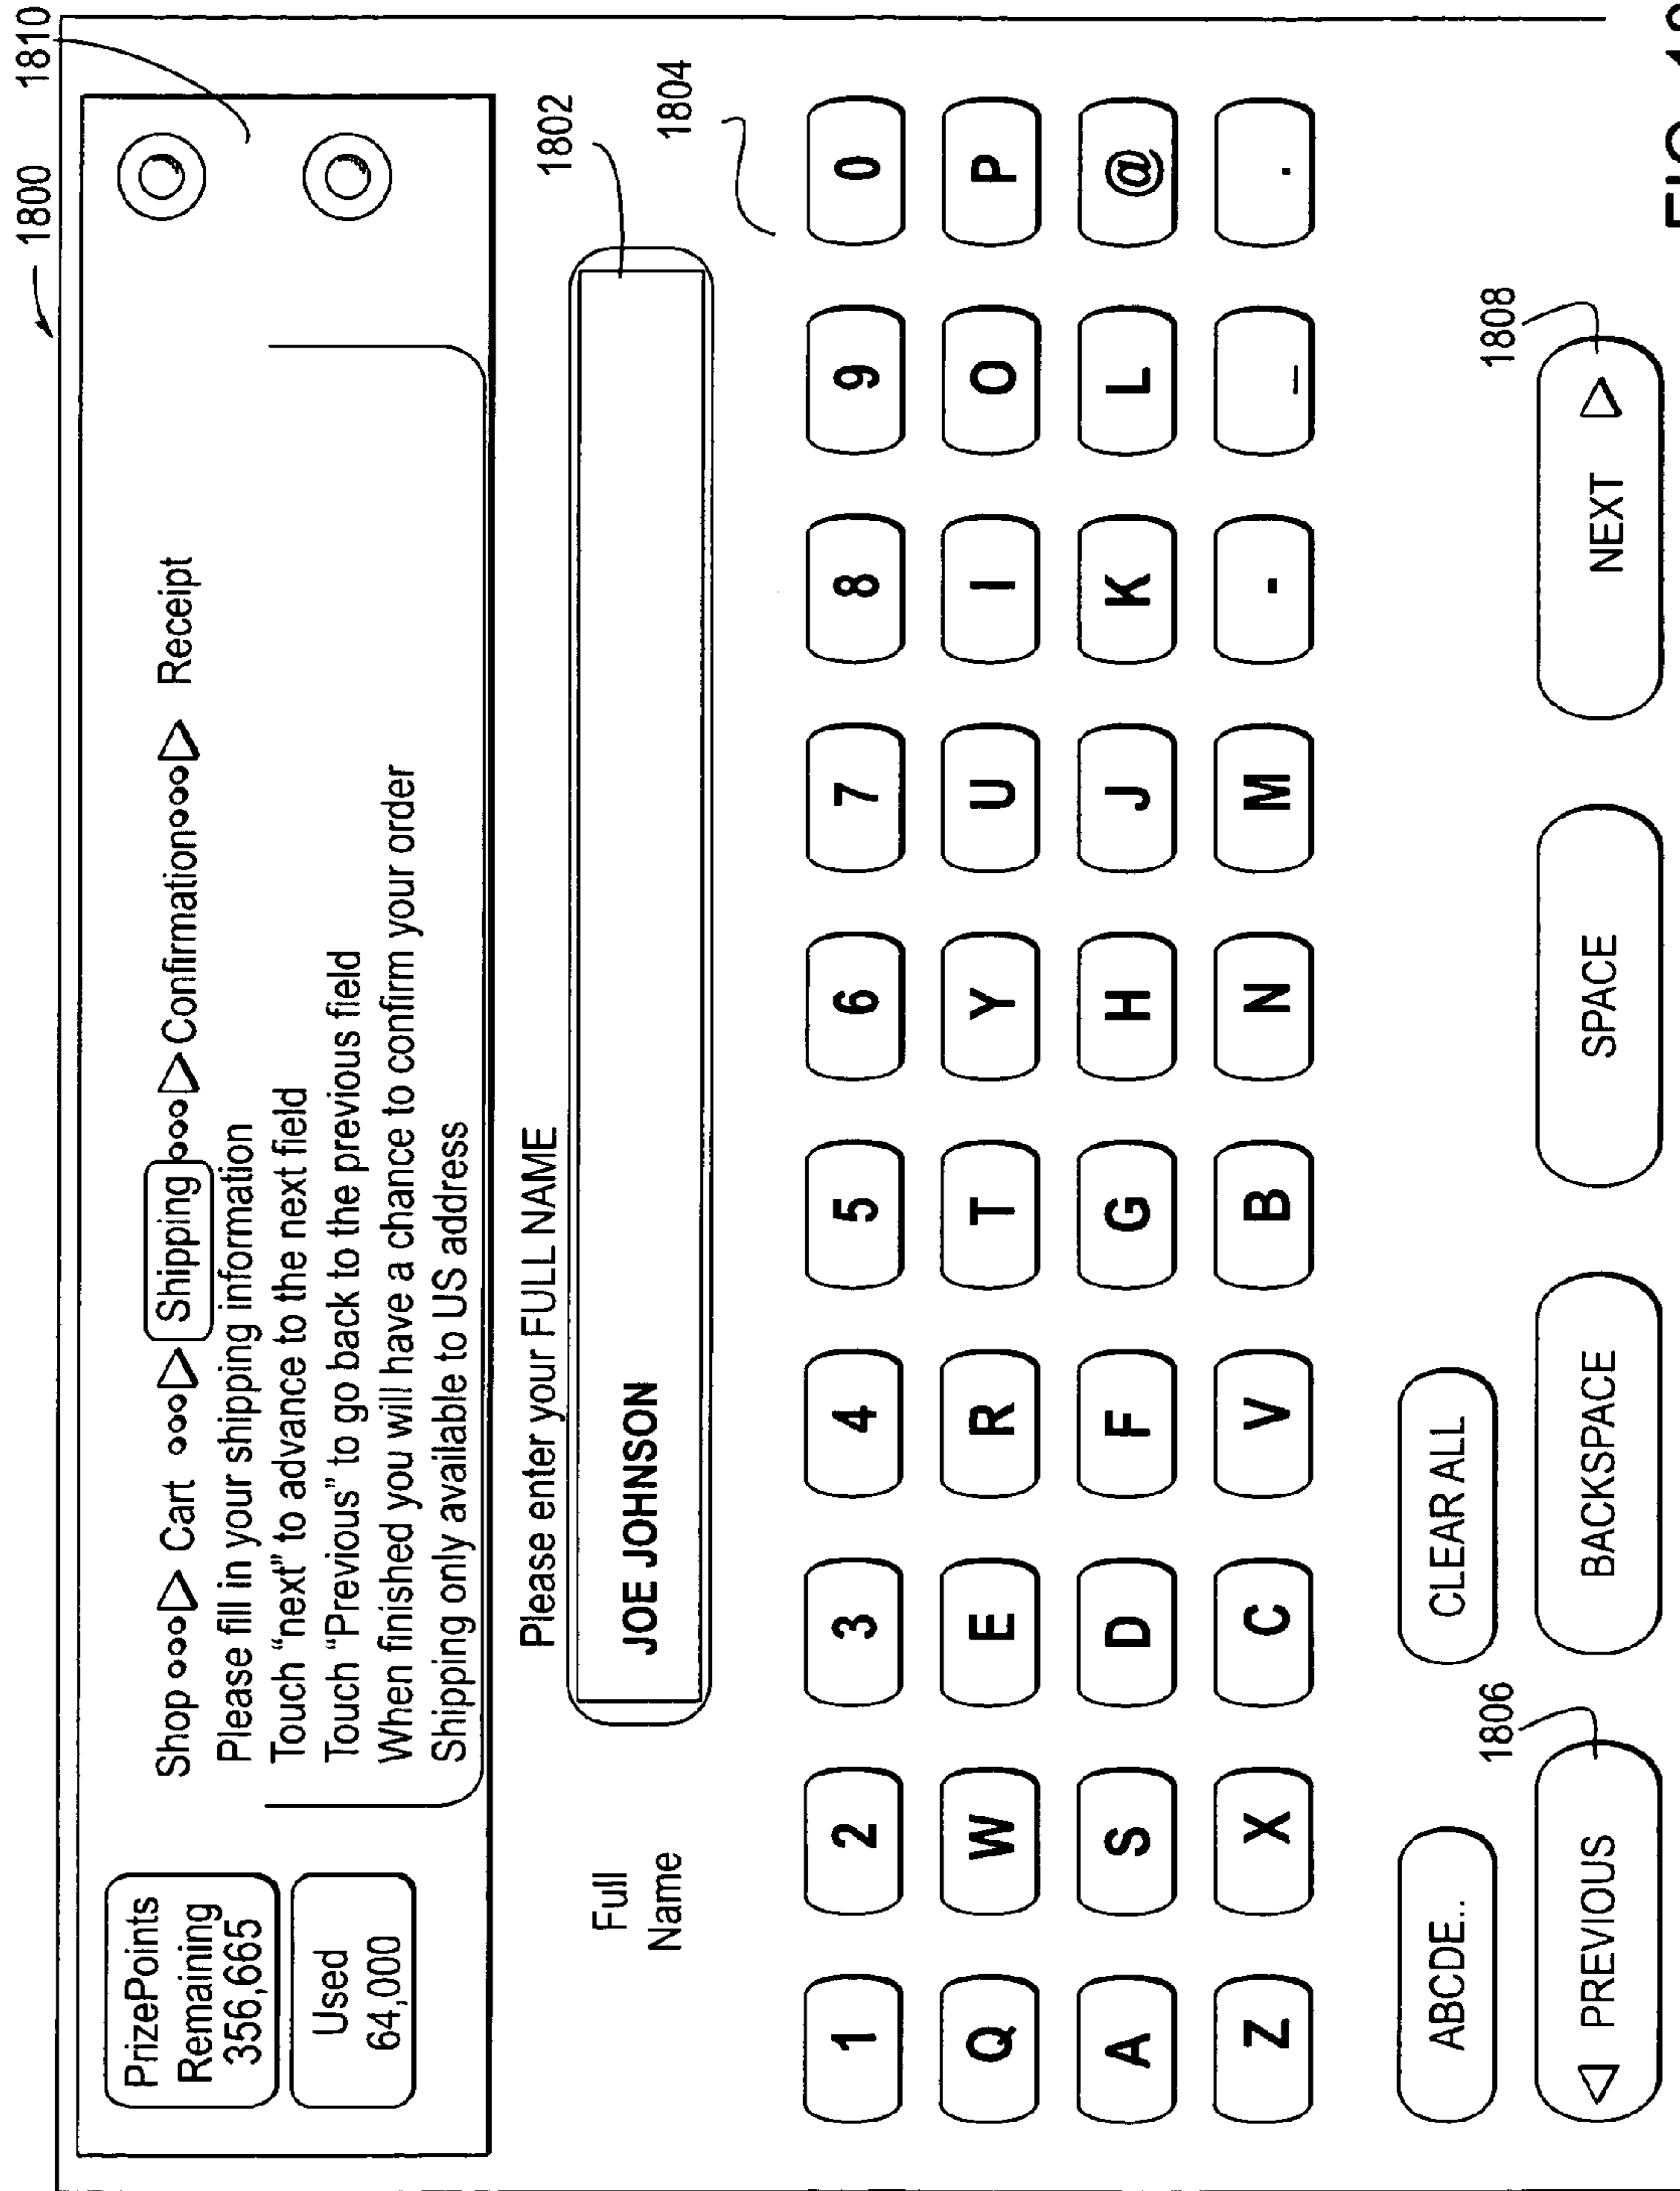 1800
1810
PrizePoints
Remaining
356,665
Used
64,000
Shop Cart Shipping Confirmation Receipt
Please fill in your shipping information
Touch “next” to advance to the next field
Touch “Previous” to go back to the previous field
When finished you will have a chance to confirm your order
Shipping only available to US address
Please enter your FULL NAME
1802
Full
Name
JOE JOHNSON
1804
1 2 3 4 5 6 7 8 9 0
Q W E R T Y U I O P
A S D F G H J K L @
Z X C V B N M - _ .
ABCDE.. CLEAR ALL
1806
1808
PREVIOUS BACKSPACE SPACE NEXT